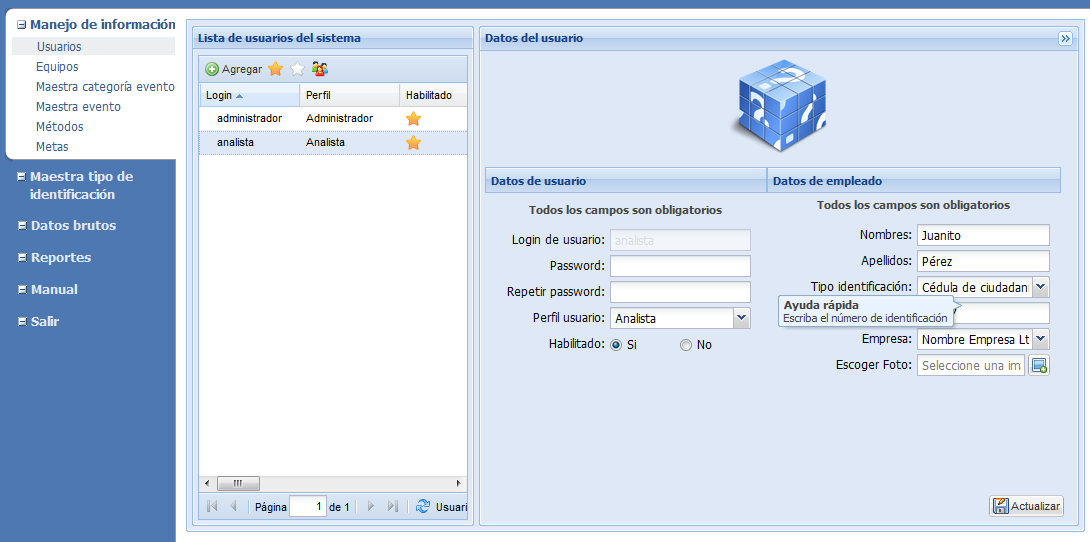 Manejo de información
Usuarios
Equipos
Maestra categoría evento
Maestra evento
Métodos
Metas
Maestra tipo de
identificación
Datos brutos
Reportes
Manual
Salir
Lista de usuarios del sistema
Agregar
Login Perfil Habilitado
administrador Administrador
analista Analista
Página 1 de 1 Usuari
Datos del usuario
Datos de usuario
Todos los campos son obligatorios
Login de usuario: analista
Password:
Repetir password:
Perfil usuario: Analista
Habilitado: Si No
Datos de empleado
Todos los campos son obligatorios
Nombres: Juanito
Apellidos: Pérez
Tipo identificación: Cédula de ciudadan
Ayuda rápida
Escriba el número de identificación
Empresa: Nombre Empresa Lt
Escoger Foto: Seleccione una im
Actualizar